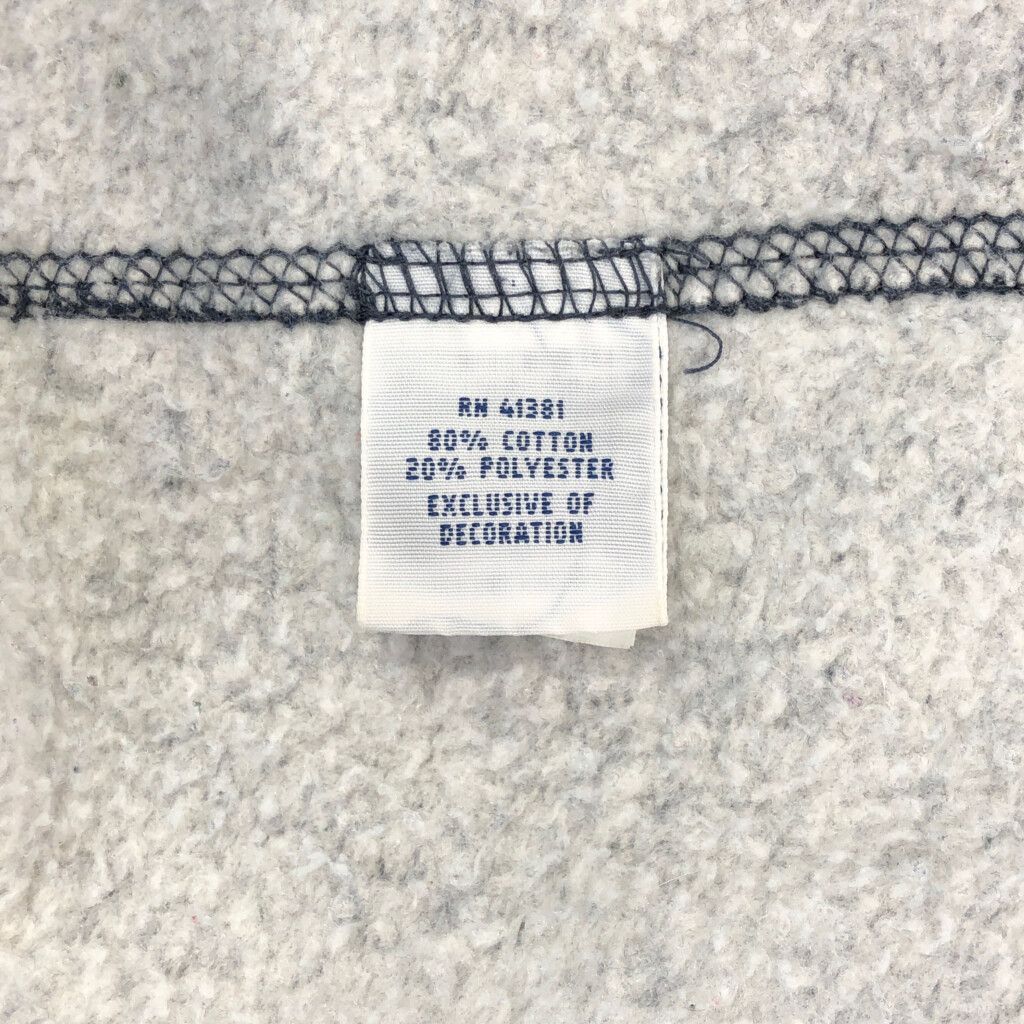 RN 41381
80% COTTON
20% POLYESTER
EXCLUSIVE OF
DECORATION